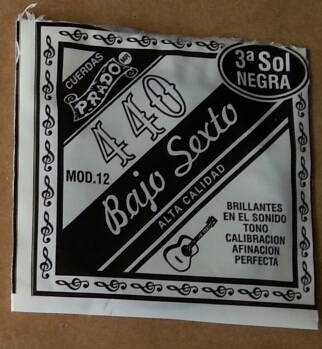 CUERDAS
PRADO MR
3ª Sol
NEGRA
440
MOD.12
Bajo Sexto
ALTA CALIDAD
BRILLANTES
EN EL SONIDO
TONO
CALIBRACION
AFINACION
PERFECTA